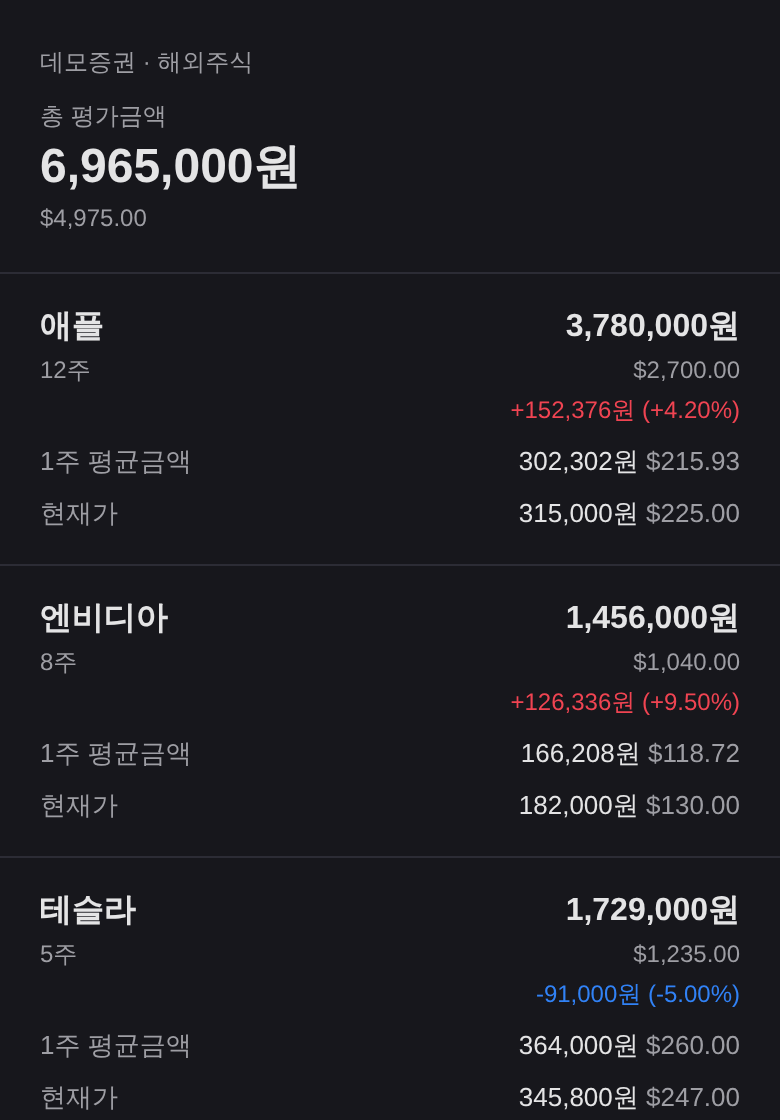 데모증권 · 해외주식
총 평가금액
6,965,000원
$4,975.00
애플 3,780,000원
12주 $2,700.00
+152,376원 (+4.20%)
1주 평균금액 302,302원 $215.93
현재가 315,000원 $225.00
엔비디아 1,456,000원
8주 $1,040.00
+126,336원 (+9.50%)
1주 평균금액 166,208원 $118.72
현재가 182,000원 $130.00
테슬라 1,729,000원
5주 $1,235.00
-91,000원 (-5.00%)
1주 평균금액 364,000원 $260.00
현재가 345,800원 $247.00